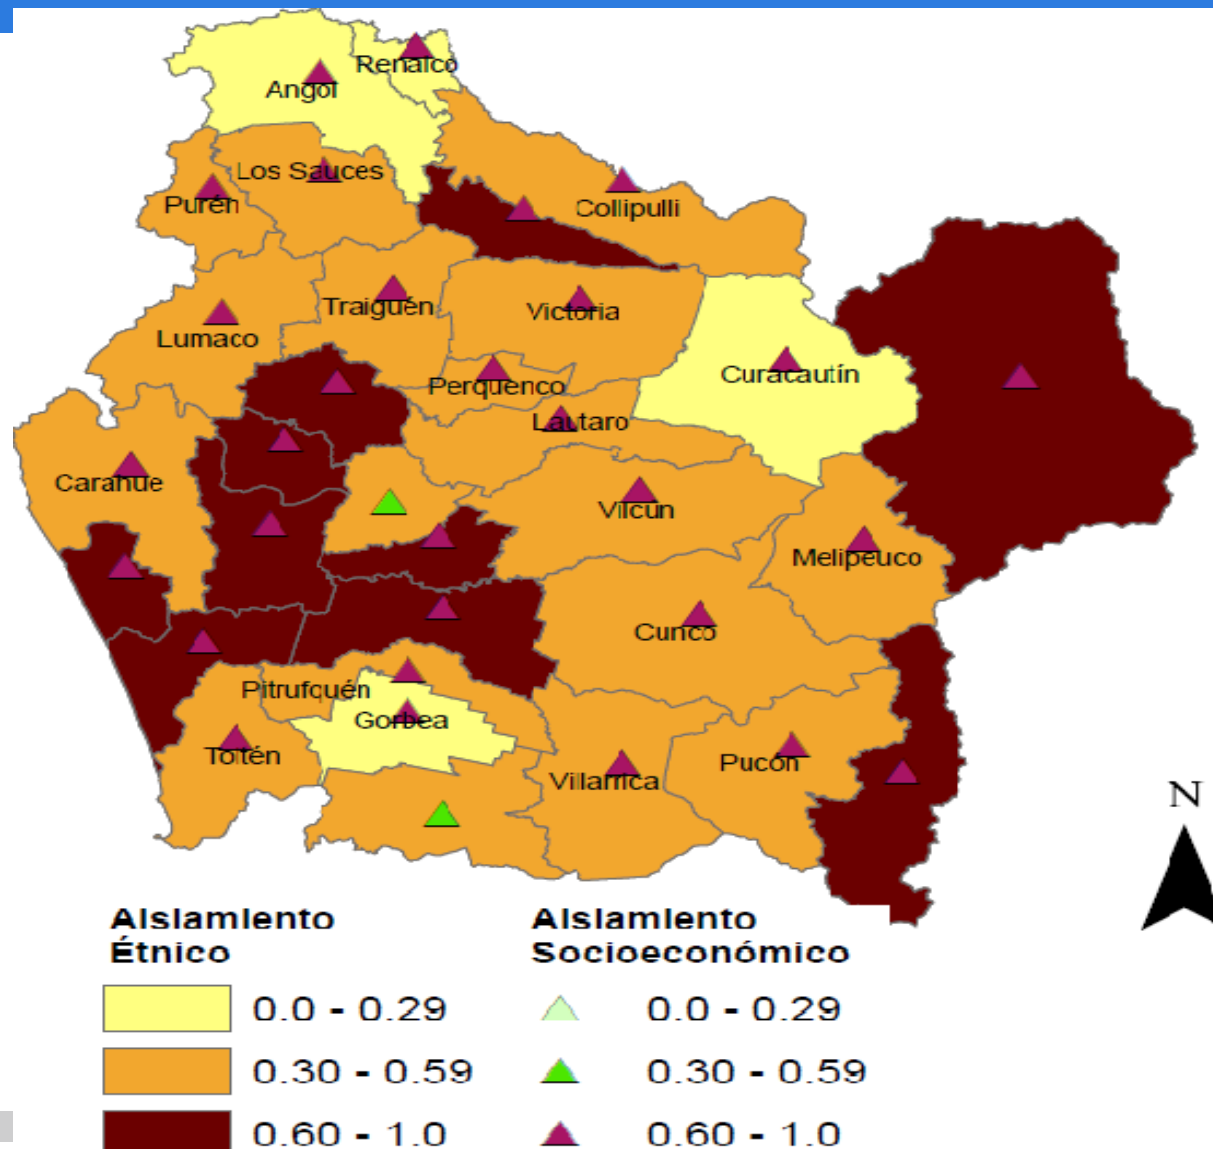 Renaico
Angol
Los Sauces
Purén
Collipulli
Traiguén
Victoria
Lumaco
Curacautín
Perquenco
Lautaro
Carahue
Vilcún
Melipeuco
Cunco
Pitrufquén
Gorbea
Toltén
Pucón
Villarrica
N
Aislamiento
Étnico
0.0 - 0.29
0.30 - 0.59
0.60 - 1.0
Aislamiento
Socioeconómico
0.0 - 0.29
0.30 - 0.59
0.60 - 1.0